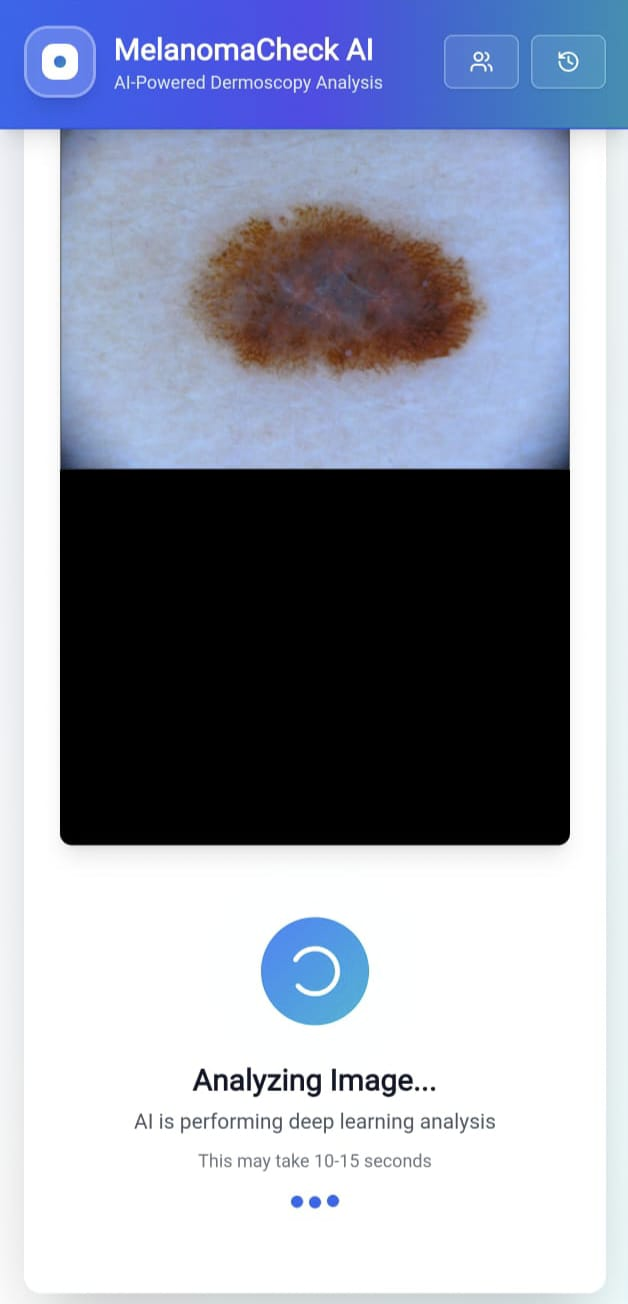 MelanomaCheck AI
AI-Powered Dermoscopy Analysis
Analyzing Image...
AI is performing deep learning analysis
This may take 10-15 seconds